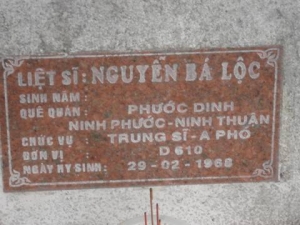 LIỆT SĨ: NGUYỄN BÁ LỘC
SINH NĂM :
QUÊ QUÁN : PHƯỚC DINH
NINH PHƯỚC-NINH THUẬN
CHỨC VỤ : TRUNG SĨ-A PHÓ
ĐƠN VỊ : D 610
NGÀY HY SINH: 29-02-1968